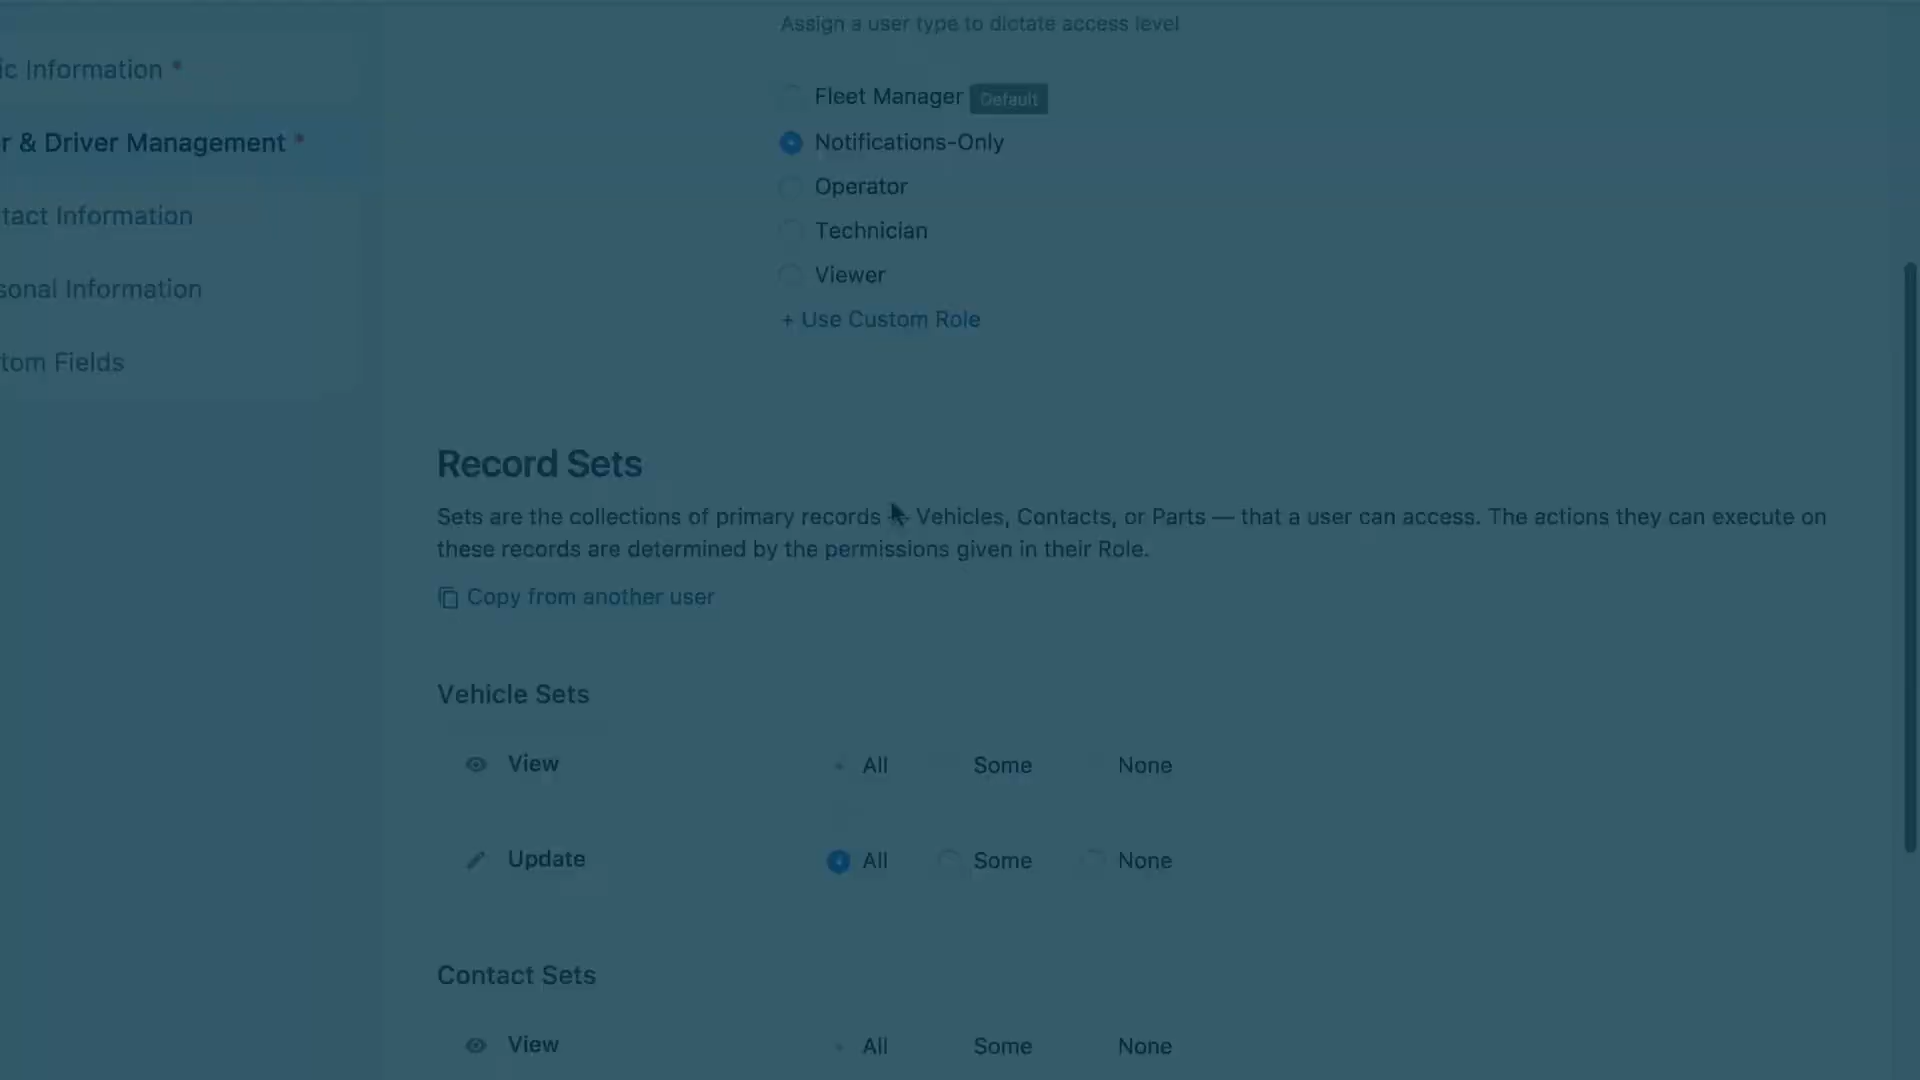 Assign a user type to dictate access level
ic Information *
Fleet Manager Default
r & Driver Management *
Notifications-Only
Operator
tact Information
Technician
Viewer
sonal Information
+ Use Custom Role
tom Fields
Record Sets
Sets are the collections of primary records — Vehicles, Contacts, or Parts — that a user can access. The actions they can execute on
these records are determined by the permissions given in their Role.
Copy from another user
Vehicle Sets
View All Some None
Update All Some None
Contact Sets
View All Some None